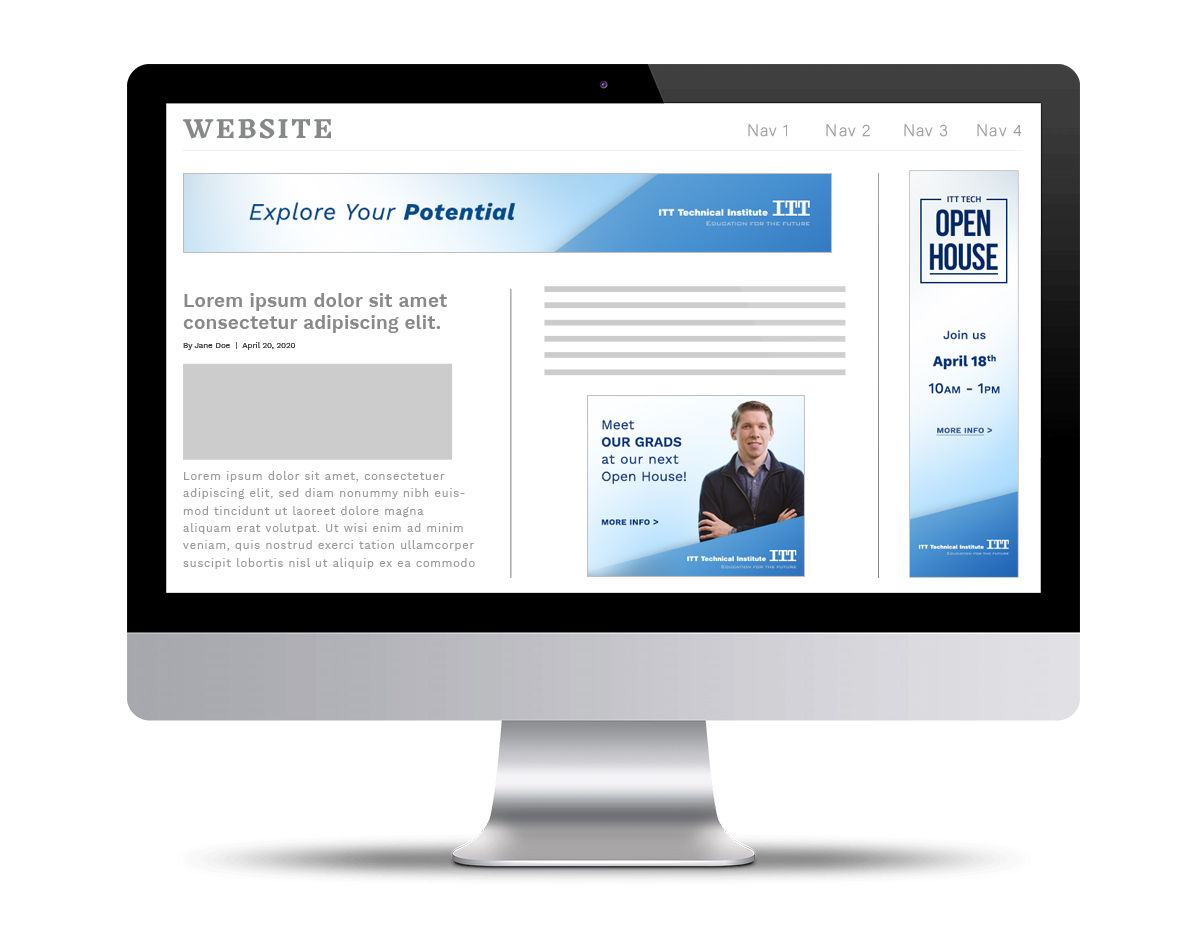 WEBSITE
Nav 1 Nav 2 Nav 3 Nav 4
Explore Your Potential
ITT Technical Institute ITT
EDUCATION FOR THE FUTURE
Lorem ipsum dolor sit amet
consectetur adipiscing elit.
By Jane Doe | April 20, 2020
Lorem ipsum dolor sit amet, consectetuer
adipiscing elit, sed diam nonummy nibh euis-
mod tincidunt ut laoreet dolore magna
aliquam erat volutpat. Ut wisi enim ad minim
veniam, quis nostrud exerci tation ullamcorper
suscipit lobortis nisl ut aliquip ex ea commodo
Meet
OUR GRADS
at our next
Open House!
MORE INFO >
ITT Technical Institute ITT
EDUCATION FOR THE FUTURE
ITT TECH
OPEN
HOUSE
Join us
April 18th
10AM - 1PM
MORE INFO >
ITT Technical Institute ITT
EDUCATION FOR THE FUTURE